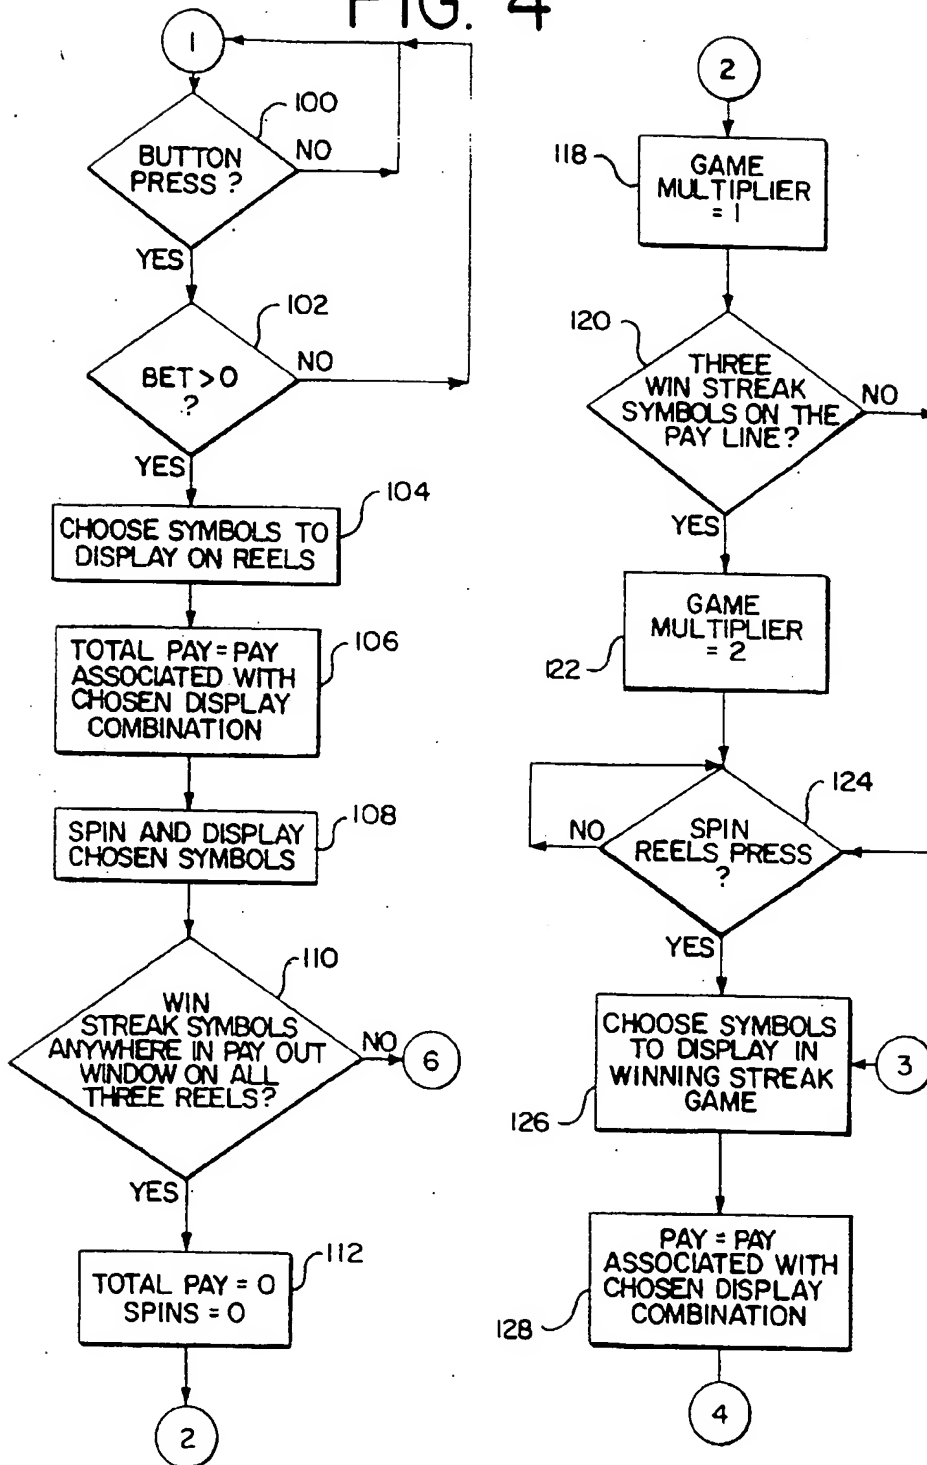 FIG. 4
1
100
BUTTON
PRESS ?
NO
YES
102
BET > 0
?
NO
YES
104
CHOOSE SYMBOLS TO
DISPLAY ON REELS
106
TOTAL PAY = PAY
ASSOCIATED WITH
CHOSEN DISPLAY
COMBINATION
108
SPIN AND DISPLAY
CHOSEN SYMBOLS
110
WIN
STREAK SYMBOLS
ANYWHERE IN PAY OUT
WINDOW ON ALL
THREE REELS?
NO
6
YES
112
TOTAL PAY = 0
SPINS = 0
2
2
118
GAME
MULTIPLIER
= 1
120
THREE
WIN STREAK
SYMBOLS ON THE
PAY LINE?
NO
YES
GAME
MULTIPLIER
= 2
122
124
NO
SPIN
REELS PRESS
?
YES
CHOOSE SYMBOLS
TO DISPLAY IN
WINNING STREAK
GAME
3
126
PAY = PAY
ASSOCIATED WITH
CHOSEN DISPLAY
COMBINATION
128
4